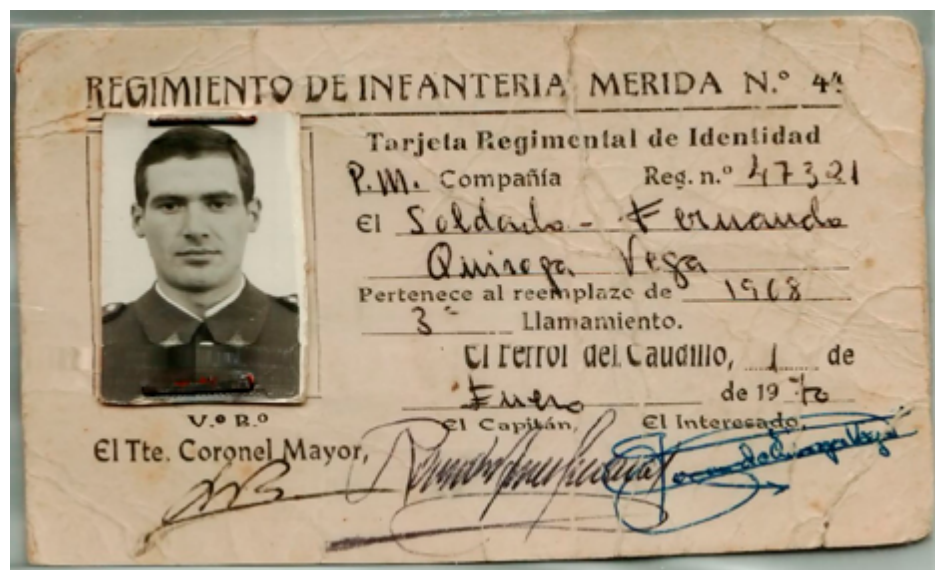 REGIMIENTO DE INFANTERIA MERIDA N.º 44
Tarjeta Regimental de Identidad
P.M. Compañía Reg. n.º 47321
El Soldado - Fernando
Quiroga Vega
Pertenece al reemplazo de 1968
3º Llamamiento.
El Ferrol del Caudillo, 1 de
Enero de 1970
V.º B.º
El Capitán, El Interesado,
El Tte. Coronel Mayor,